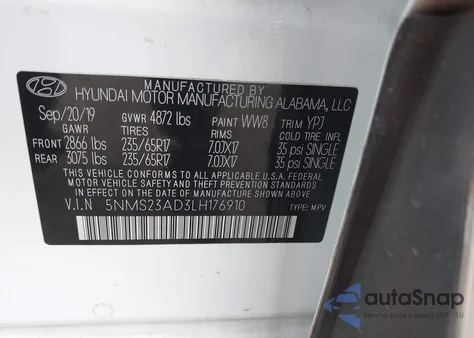 MANUFACTURED BY
HYUNDAI MOTOR MANUFACTURING ALABAMA, LLC
Sep/20/19 GVWR 4872 lbs PAINT WW8 TRIM YPJ
GAWR TIRES RIMS COLD TIRE INFL
FRONT 2866 lbs 235/65R17 7.0JX17 35 psi SINGLE
REAR 3075 lbs 235/65R17 7.0JX17 35 psi SINGLE
THIS VEHICLE CONFORMS TO ALL APPLICABLE U.S.A. FEDERAL
MOTOR VEHICLE SAFETY AND THEFT PREVENTION STANDARDS
IN EFFECT ON THE DATE OF MANUFACTURE SHOWN ABOVE.
V.I.N 5NMS23AD3LH176910
TYPE: MPV
autoSnap